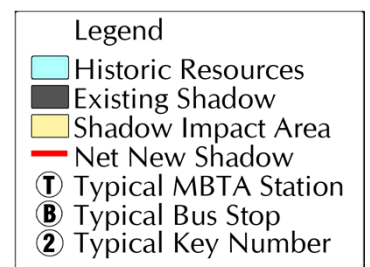 Legend
Historic Resources
Existing Shadow
Shadow Impact Area
Net New Shadow
T Typical MBTA Station
B Typical Bus Stop
2 Typical Key Number